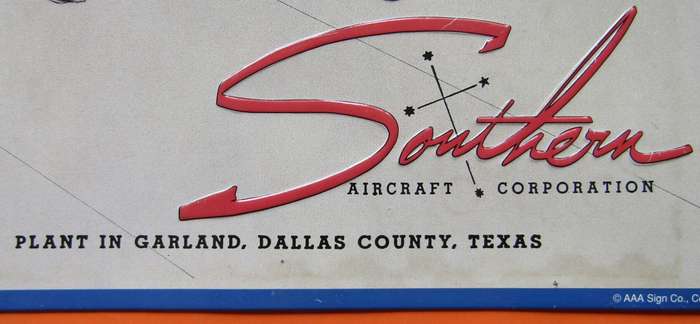 Southern
AIRCRAFT CORPORATION
PLANT IN GARLAND, DALLAS COUNTY, TEXAS
© AAA Sign Co.,